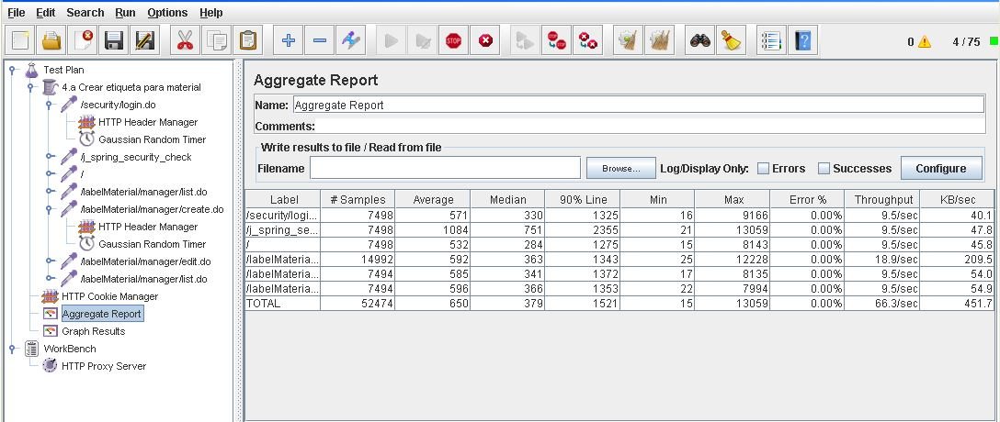 File Edit Search Run Options Help
STOP
0 4 / 75
Test Plan
4.a Crear etiqueta para material
/security/login.do
HTTP Header Manager
Gaussian Random Timer
/j_spring_security_check
/
/labelMaterial/manager/list.do
/labelMaterial/manager/create.do
HTTP Header Manager
Gaussian Random Timer
/labelMaterial/manager/edit.do
/labelMaterial/manager/list.do
HTTP Cookie Manager
Aggregate Report
Graph Results
WorkBench
HTTP Proxy Server
Aggregate Report
Name: Aggregate Report
Comments:
Write results to file / Read from file
Filename Browse... Log/Display Only: Errors Successes Configure
Label # Samples Average Median 90% Line Min Max Error % Throughput KB/sec
/security/logi... 7498 571 330 1325 16 9166 0.00% 9.5/sec 40.1
/j_spring_se... 7498 1084 751 2355 21 13059 0.00% 9.5/sec 47.8
/ 7498 532 284 1275 15 8143 0.00% 9.5/sec 45.8
/labelMateria... 14992 592 363 1343 25 12228 0.00% 18.9/sec 209.5
/labelMateria... 7494 585 341 1372 17 8135 0.00% 9.5/sec 54.0
/labelMateria... 7494 596 366 1353 22 7994 0.00% 9.5/sec 54.9
TOTAL 52474 650 379 1521 15 13059 0.00% 66.3/sec 451.7